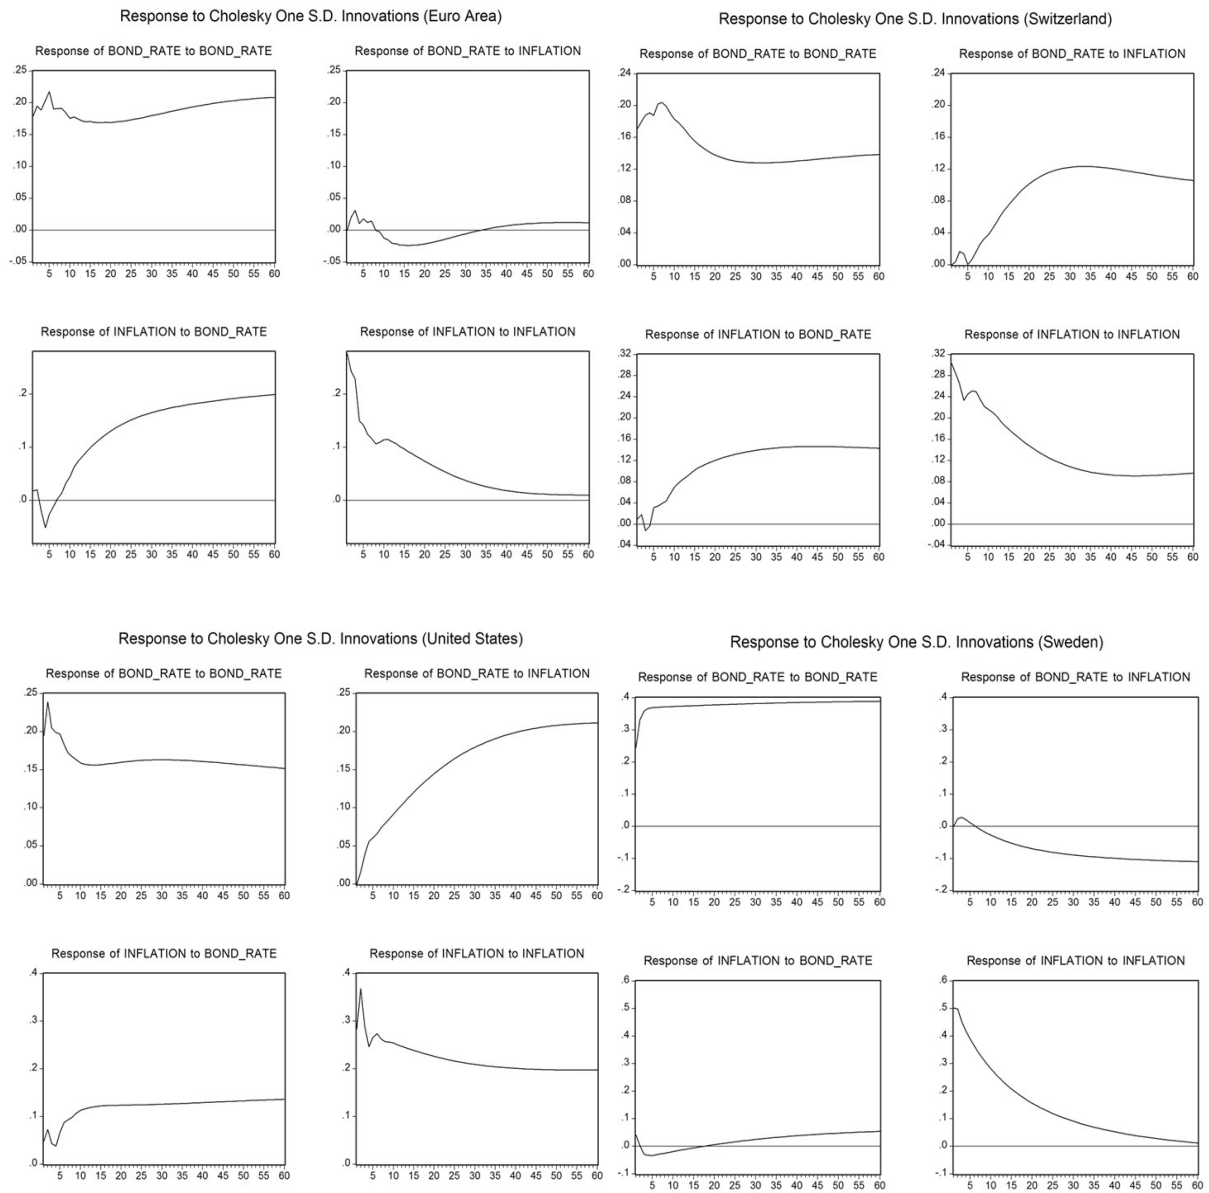 Response to Cholesky One S.D. Innovations (Euro Area)
Response of BOND_RATE to BOND_RATE
.25
.20
.15
.10
.05
.00
-.05
5 10 15 20 25 30 35 40 45 50 55 60
Response of BOND_RATE to INFLATION
.25
.20
.15
.10
.05
.00
-.05
5 10 15 20 25 30 35 40 45 50 55 60
Response of INFLATION to BOND_RATE
.2
.1
.0
5 10 15 20 25 30 35 40 45 50 55 60
Response of INFLATION to INFLATION
.2
.1
.0
5 10 15 20 25 30 35 40 45 50 55 60
Response to Cholesky One S.D. Innovations (Switzerland)
Response of BOND_RATE to BOND_RATE
.24
.20
.16
.12
.08
.04
.00
5 10 15 20 25 30 35 40 45 50 55 60
Response of BOND_RATE to INFLATION
.24
.20
.16
.12
.08
.04
.00
5 10 15 20 25 30 35 40 45 50 55 60
Response of INFLATION to BOND_RATE
.32
.28
.24
.20
.16
.12
.08
.04
.00
.04
5 10 15 20 25 30 35 40 45 50 55 60
Response of INFLATION to INFLATION
.32
.28
.24
.20
.16
.12
.08
.04
.00
-.04
5 10 15 20 25 30 35 40 45 50 55 60
Response to Cholesky One S.D. Innovations (United States)
Response of BOND_RATE to BOND_RATE
.25
.20
.15
.10
.05
.00
5 10 15 20 25 30 35 40 45 50 55 60
Response of BOND_RATE to INFLATION
.25
.20
.15
.10
.05
.00
5 10 15 20 25 30 35 40 45 50 55 60
Response of INFLATION to BOND_RATE
.4
.3
.2
.1
.0
5 10 15 20 25 30 35 40 45 50 55 60
Response of INFLATION to INFLATION
.4
.3
.2
.1
.0
5 10 15 20 25 30 35 40 45 50 55 60
Response to Cholesky One S.D. Innovations (Sweden)
Response of BOND_RATE to BOND_RATE
.4
.3
.2
.1
.0
-.1
-.2
5 10 15 20 25 30 35 40 45 50 55 60
Response of BOND_RATE to INFLATION
.4
.3
.2
.1
.0
-.1
-.2
5 10 15 20 25 30 35 40 45 50 55 60
Response of INFLATION to BOND_RATE
.6
.5
.4
.3
.2
.1
.0
-.1
5 10 15 20 25 30 35 40 45 50 55 60
Response of INFLATION to INFLATION
.6
.5
.4
.3
.2
.1
.0
-.1
5 10 15 20 25 30 35 40 45 50 55 60